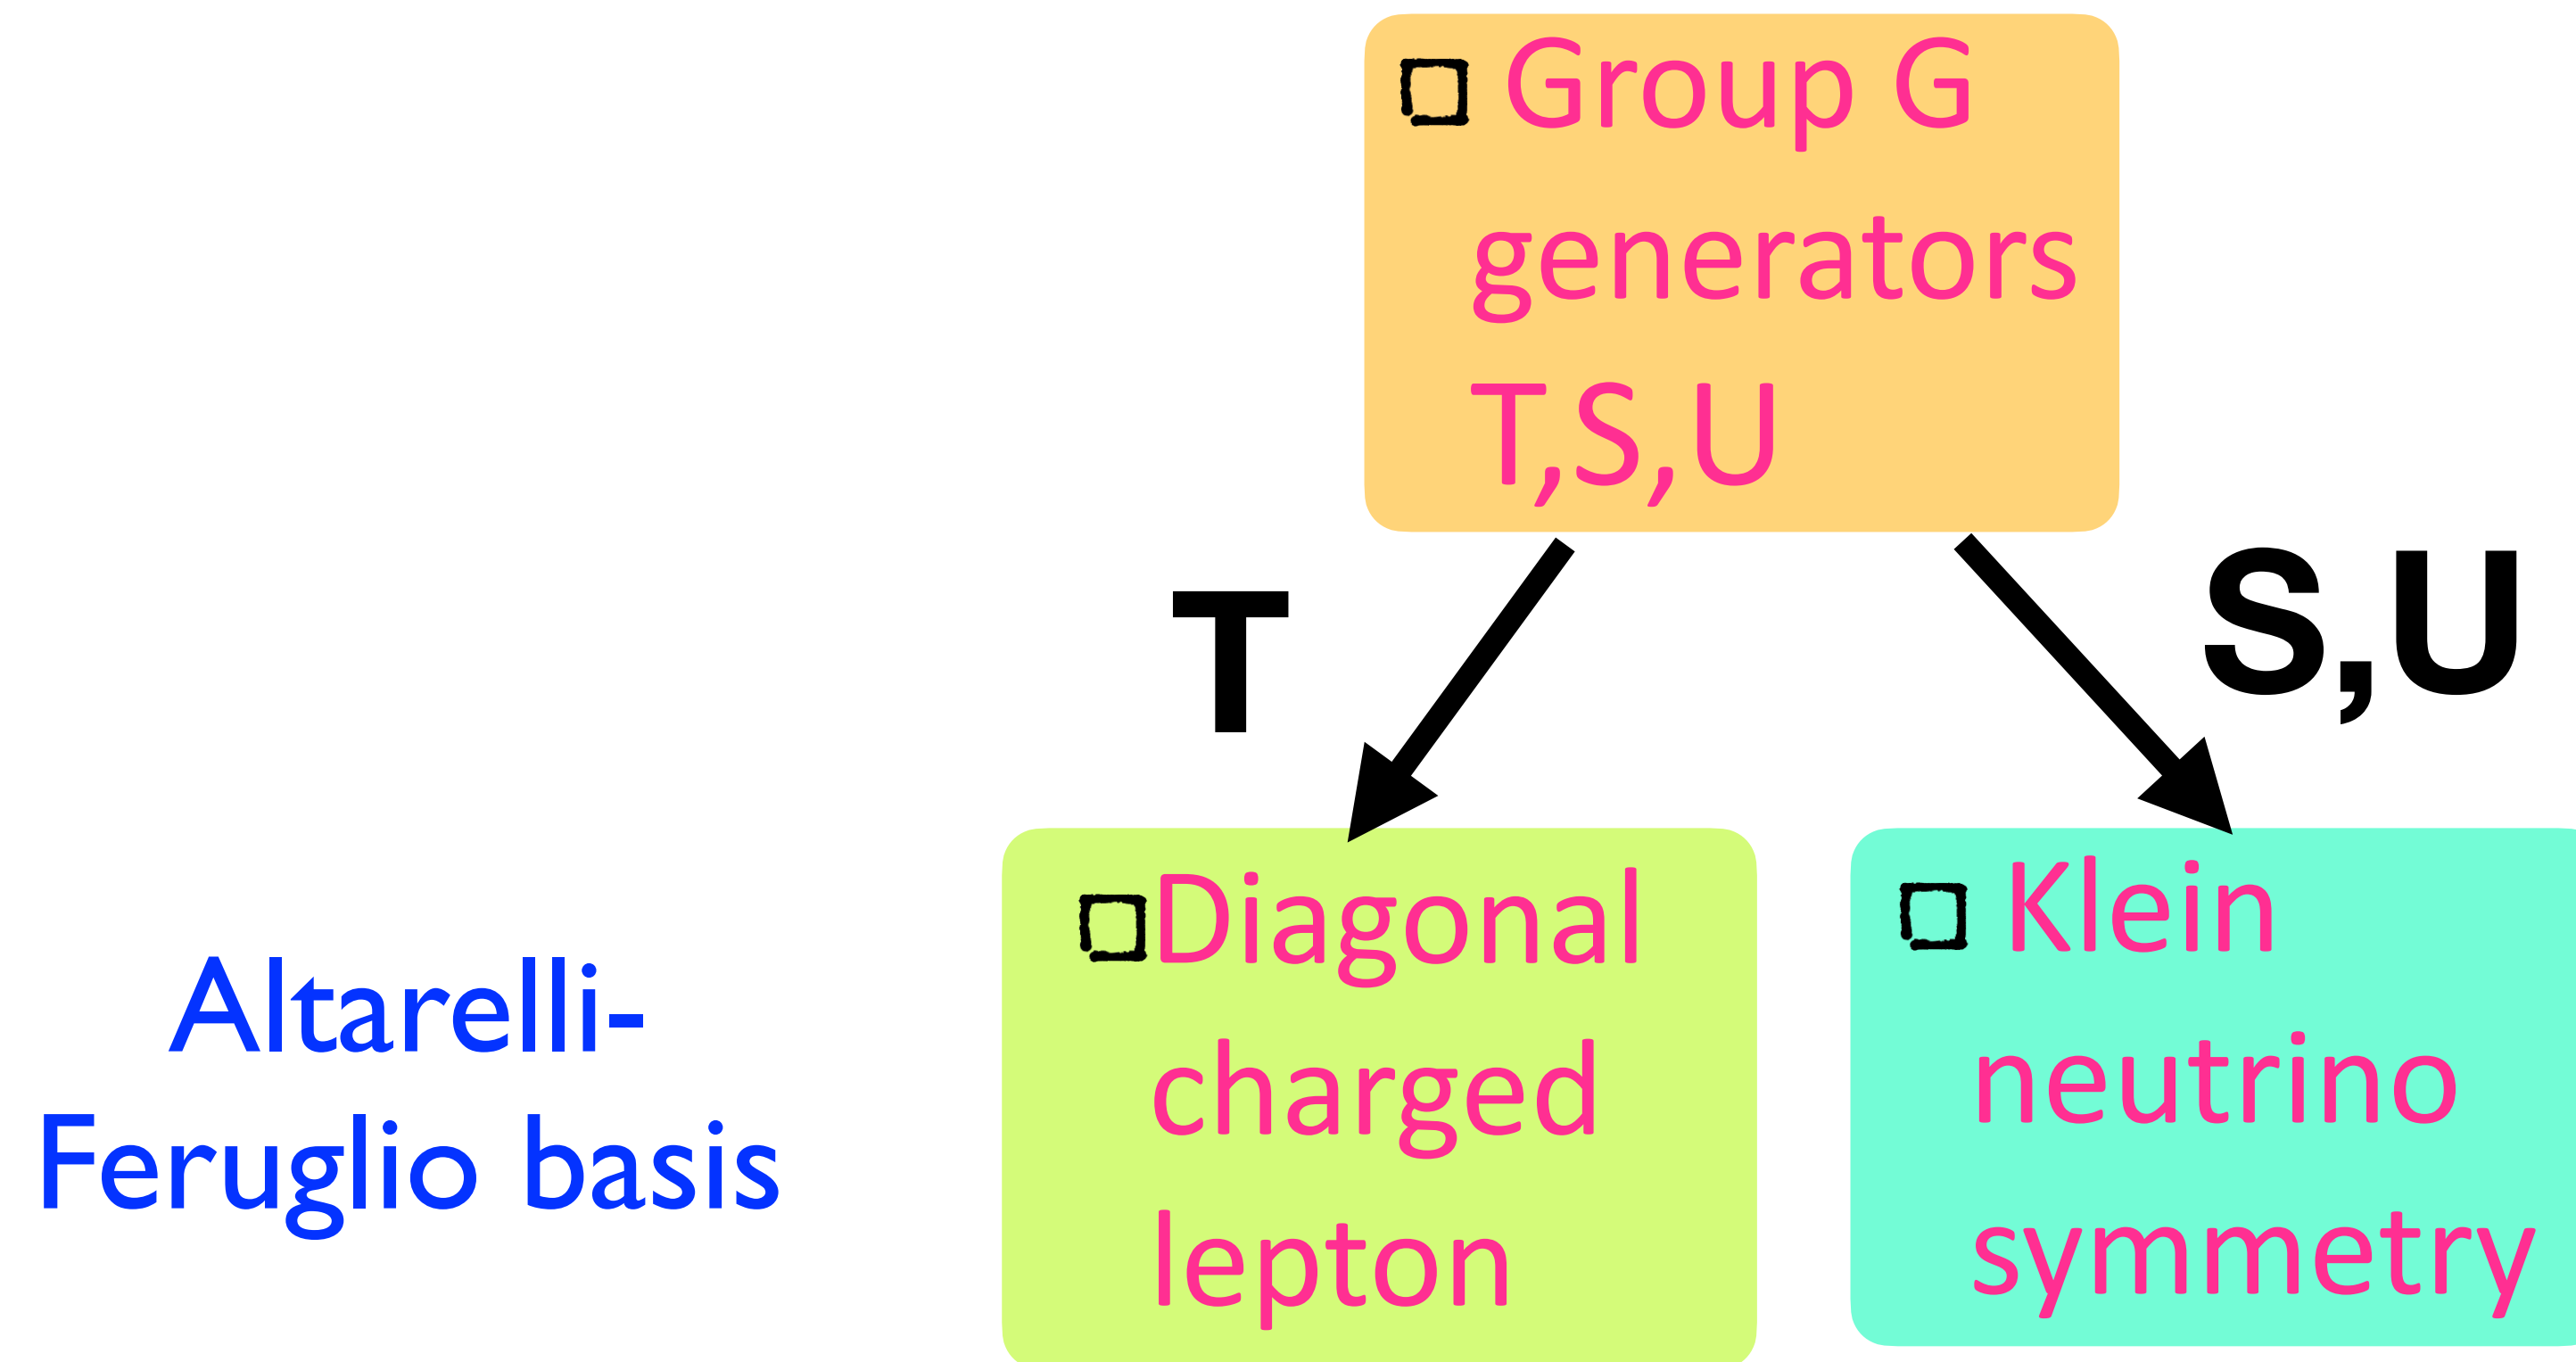 Group G
generators
T,S,U
T
S,U
Diagonal
charged
lepton
Klein
neutrino
symmetry
Altarelli-
Feruglio basis